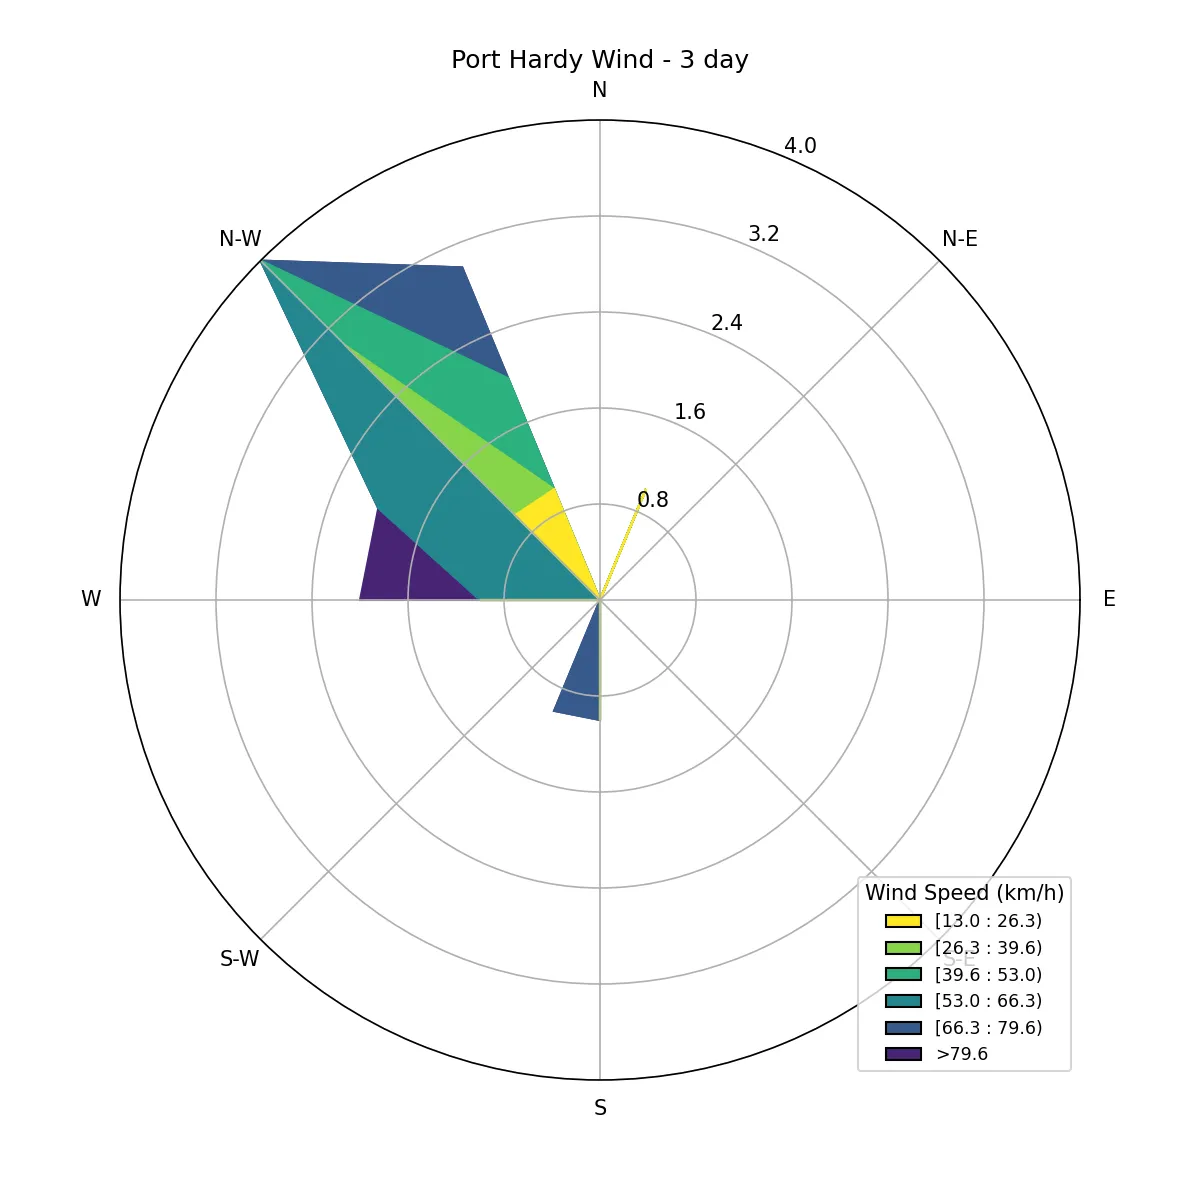 Port Hardy Wind - 3 day
N
4.0
N-W
3.2
N-E
2.4
1.6
0.8
W
E
S-W
S-E
S
Wind Speed (km/h)
[13.0 : 26.3)
[26.3 : 39.6)
[39.6 : 53.0)
[53.0 : 66.3)
[66.3 : 79.6)
>79.6